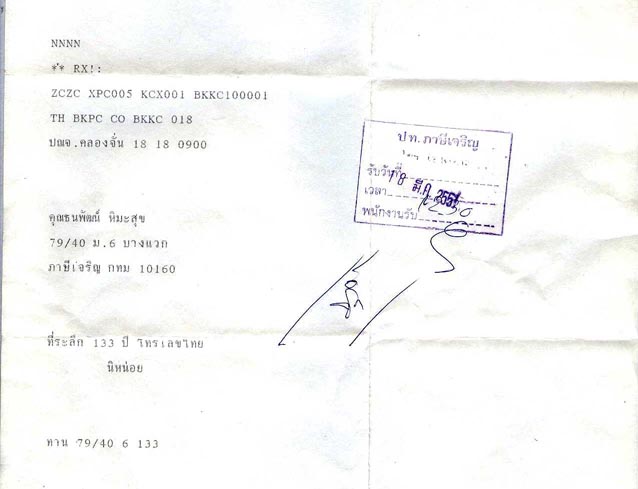 NNNN
** RX!:
ZCZC XPC005 KCX001 BKKC100001
TH BKPC CO BKKC 018
ปณจ.คลองจั่น 18 18 0900
ปท.ภาษีเจริญ
รับวันที่ 18 มี.ค. 2551
เวลา 1230
พนักงานรับ
คุณธนพัฒน์ หิมะสุข
79/40 ม.6 บางแวก
ภาษีเจริญ กทม 10160
ที่ระลึก 133 ปี โทรเลขไทย
นิหน่อย
ทาน 79/40 6 133